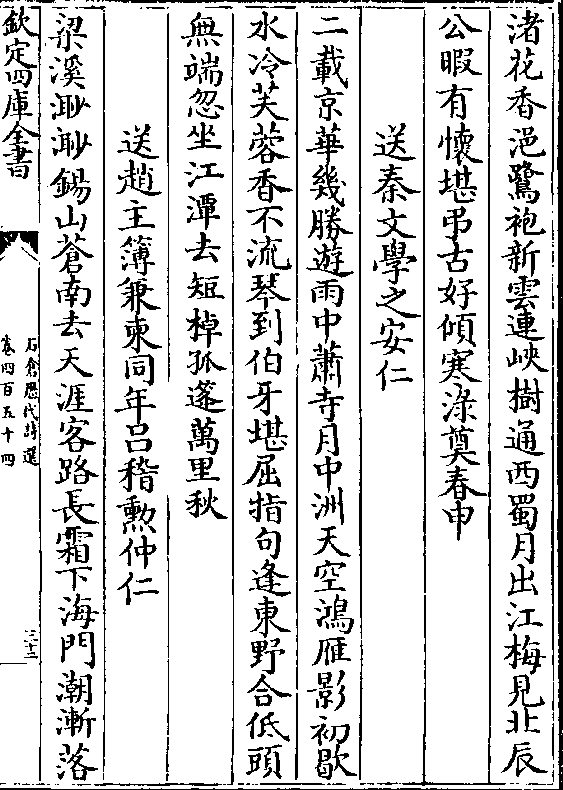 渚花香浥鷺袍新雲連峽樹通西蜀月出江梅見北辰
公暇有懷堪弔古好傾寒渌奠春申
送秦文學之安仁
二載京華幾勝遊雨中蕭寺月中洲天空鴻雁影初歇
水冷芙蓉香不流琴到伯牙堪屈指句逢東野合低頭
無端忽坐江潭去短棹孤篷萬里秋
送趙主簿兼柬同年呂稽勲仲仁
梁溪渺渺錫山蒼南去天涯客路長霜下海門潮漸落
欽定四庫全書
石倉歴代詩選
卷四百五十四
三十二